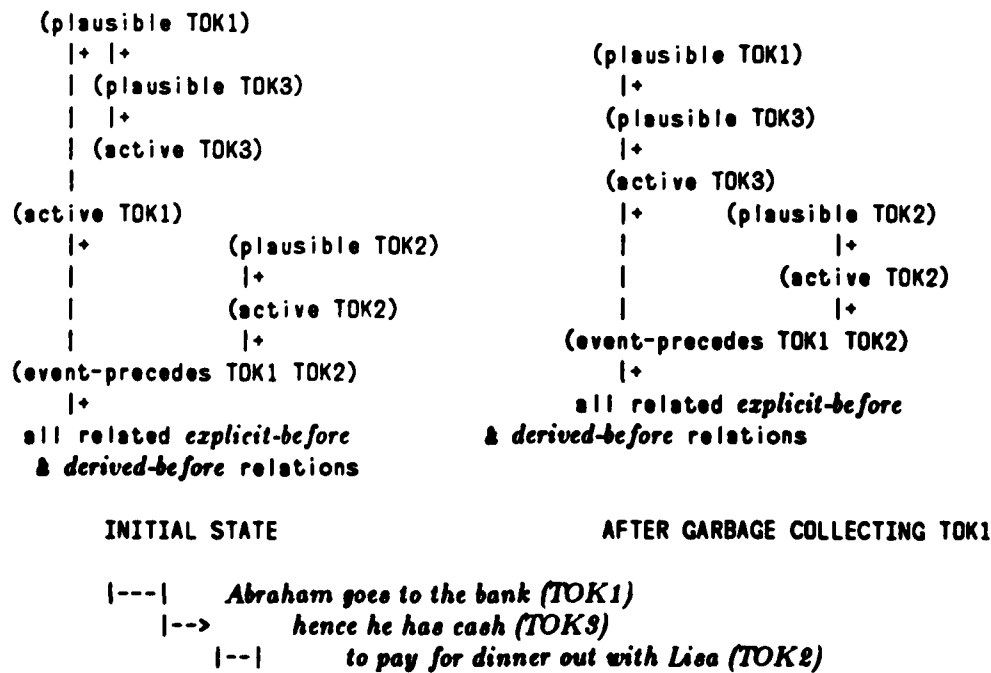 (plausible TOK1)
|+ |+
| (plausible TOK3)
| |+
| (active TOK3)
|
(active TOK1)
|+ (plausible TOK2)
| |+
| (active TOK2)
| |+
(event-precedes TOK1 TOK2)
|+
all related explicit-before
& derived-before relations
INITIAL STATE
(plausible TOK1)
|+
(plausible TOK3)
|+
(active TOK3)
|+ (plausible TOK2)
| |+
| (active TOK2)
| |+
(event-precedes TOK1 TOK2)
|+
all related explicit-before
& derived-before relations
AFTER GARBAGE COLLECTING TOK1
|---| Abraham goes to the bank (TOK1)
|--> hence he has cash (TOK3)
|--| to pay for dinner out with Lisa (TOK2)